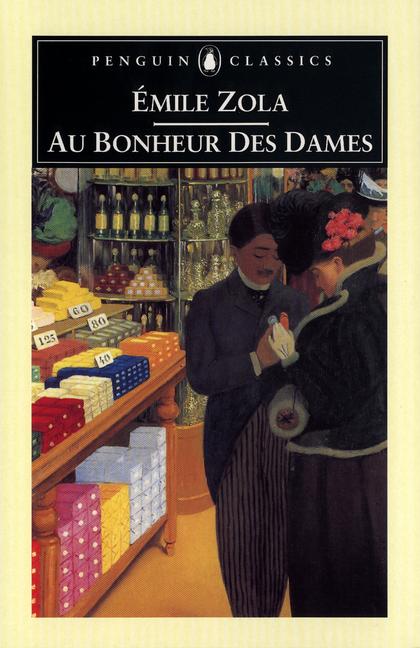 PENGUIN CLASSICS
ÉMILE ZOLA
AU BONHEUR DES DAMES
60
80
125
40